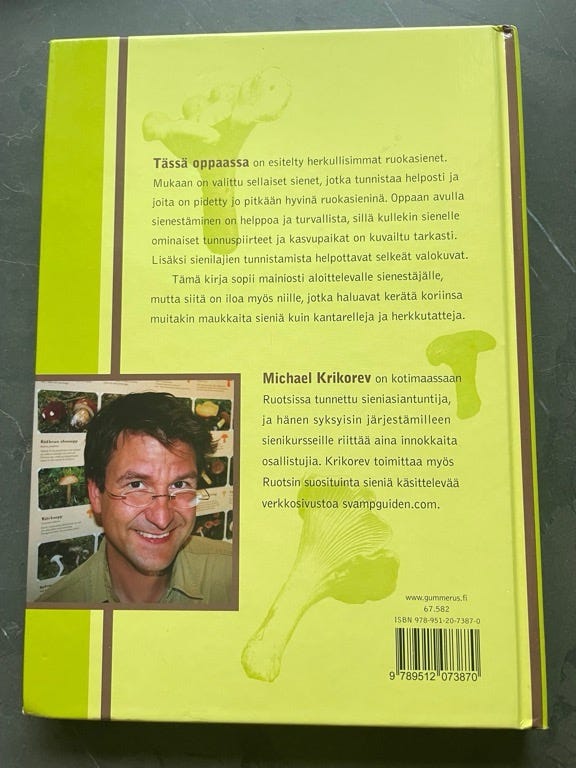 Tässä oppaassa on esitelty herkullisimmat ruokasienet.
Mukaan on valittu sellaiset sienet, jotka tunnistaa helposti ja
joita on pidetty jo pitkään hyvinä ruokasieninä. Oppaan avulla
sienestäminen on helppoa ja turvallista, sillä kullekin sienelle
ominaiset tunnuspiirteet ja kasvupaikat on kuvailtu tarkasti.
Lisäksi sienilajien tunnistamista helpottavat selkeät valokuvat.
Tämä kirja sopii mainiosti aloittelevalle sienestäjälle,
mutta siitä on iloa myös niille, jotka haluavat kerätä koriinsa
muitakin maukkaita sieniä kuin kantarelleja ja herkkutatteja.
Michael Krikorev on kotimaassaan
Ruotsissa tunnettu sieniasiantuntija,
ja hänen syksyisin järjestämilleen
sienikursseille riittää aina innokkaita
osallistujia. Krikorev toimittaa myös
Ruotsin suosituinta sieniä käsittelevää
verkkosivustoa svampguiden.com.
www.gummerus.fi
67.582
ISBN 978-951-20-7387-0
9 789512 073870